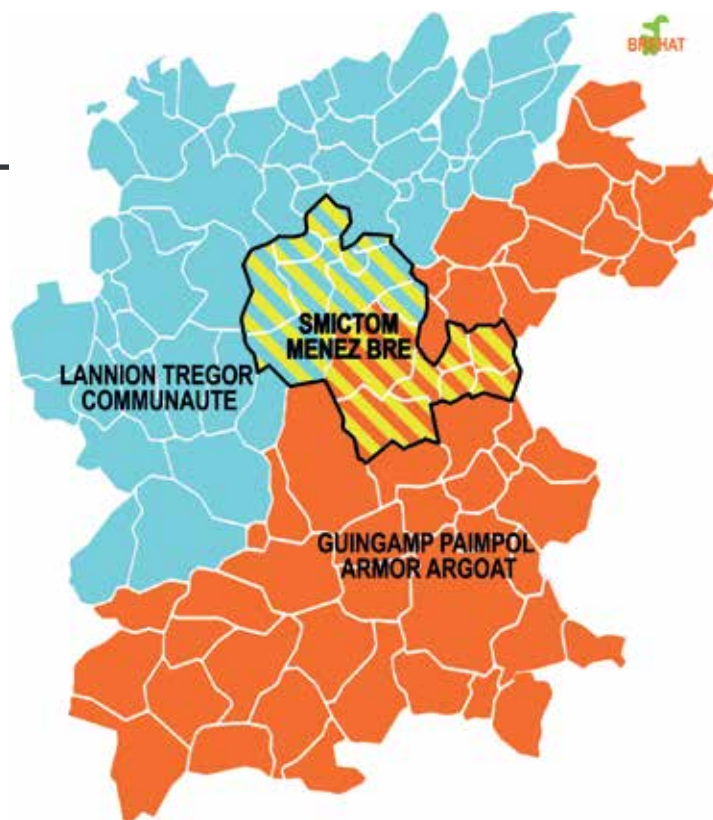 BREHAT
SMICTOM
MENEZ BRE
LANNION TREGOR
COMMUNAUTE
GUINGAMP PAIMPOL
ARMOR ARGOAT